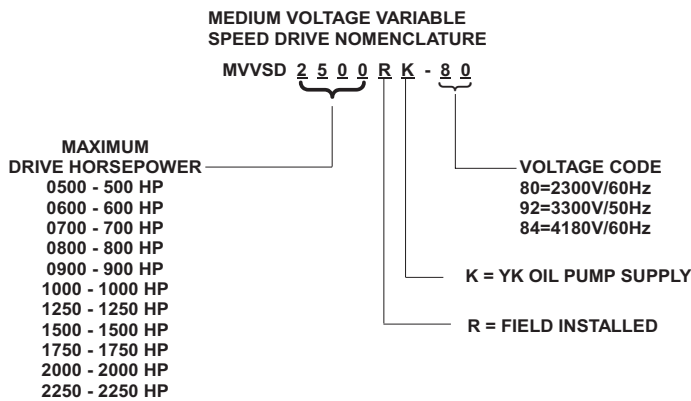 MEDIUM VOLTAGE VARIABLE
SPEED DRIVE NOMENCLATURE
MVVSD 2 5 0 0 R K - 8 0
MAXIMUM
DRIVE HORSEPOWER
0500 - 500 HP
0600 - 600 HP
0700 - 700 HP
0800 - 800 HP
0900 - 900 HP
1000 - 1000 HP
1250 - 1250 HP
1500 - 1500 HP
1750 - 1750 HP
2000 - 2000 HP
2250 - 2250 HP
VOLTAGE CODE
80=2300V/60Hz
92=3300V/50Hz
84=4180V/60Hz
K = YK OIL PUMP SUPPLY
R = FIELD INSTALLED